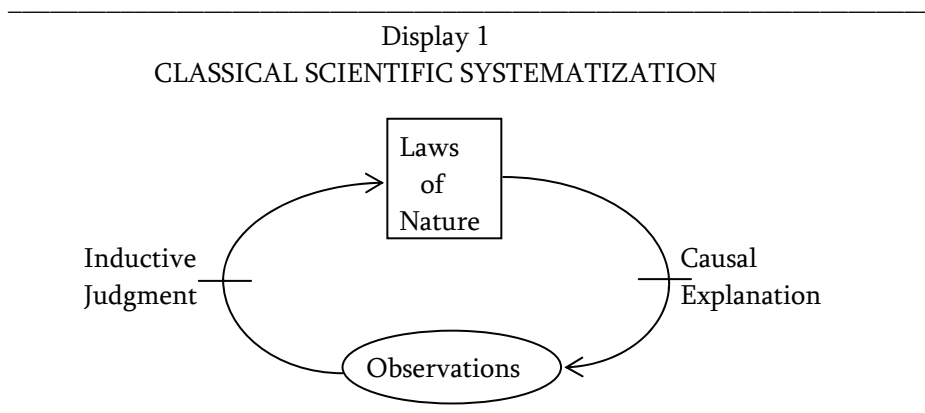 Display 1
CLASSICAL SCIENTIFIC SYSTEMATIZATION
Laws
of
Nature
Inductive
Judgment
Causal
Explanation
Observations